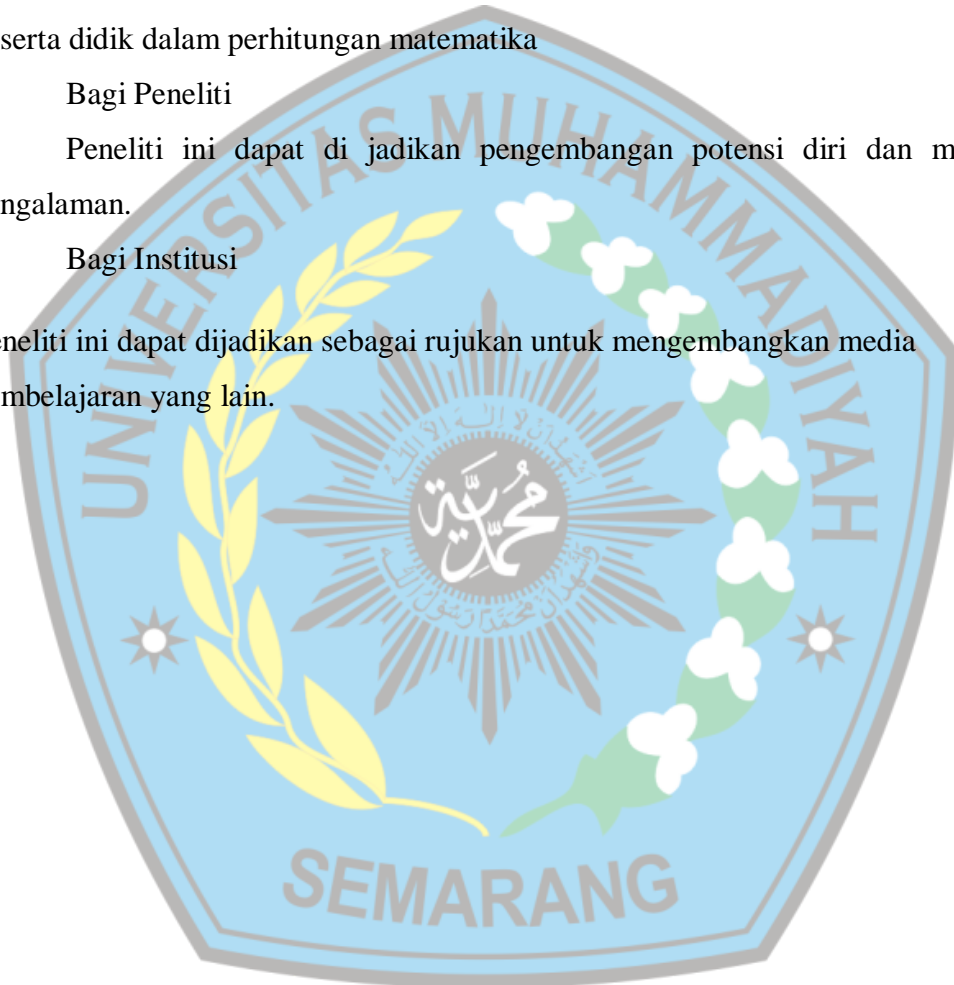 serta didik dalam perhitungan matematika
Bagi Peneliti
Peneliti ini dapat di jadikan pengembangan potensi diri dan m
ngalaman.
Bagi Institusi
eneliti ini dapat dijadikan sebagai rujukan untuk mengembangkan media
mbelajaran yang lain.
UNIVERSITAS MUHAMMADIYAH
SEMARANG